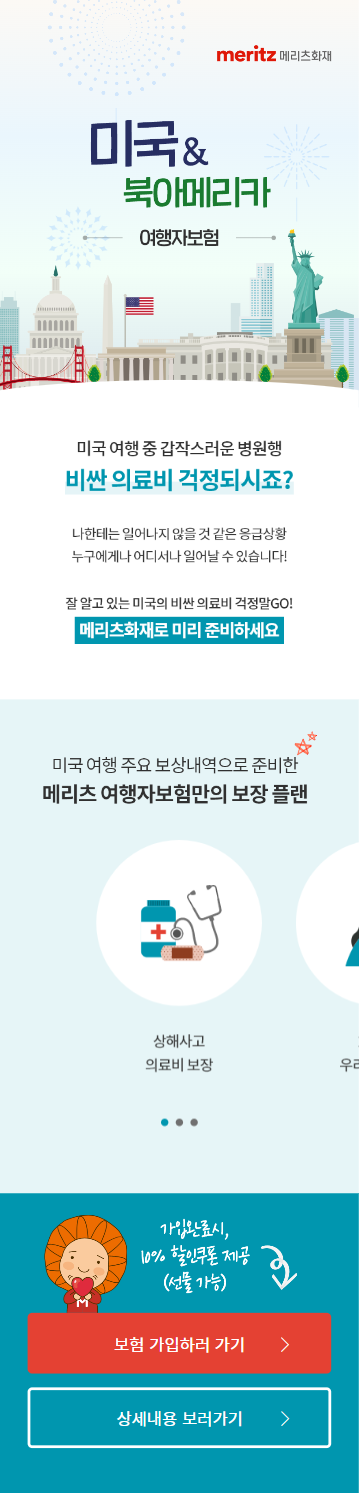 meritz 메리츠화재
미국&
북아메리카
여행자보험
미국 여행 중 갑작스러운 병원행
비싼 의료비 걱정되시죠?
나한테는 일어나지 않을 것 같은 응급상황
누구에게나 어디서나 일어날 수 있습니다!
잘 알고 있는 미국의 비싼 의료비 걱정말GO!
메리츠화재로 미리 준비하세요
미국 여행 주요 보상내역으로 준비한
메리츠 여행자보험만의 보장 플랜
상해사고
의료비 보장
가입완료시,
10% 할인쿠폰 제공
(선물 가능)
M
보험 가입하러 가기
상세내용 보러가기